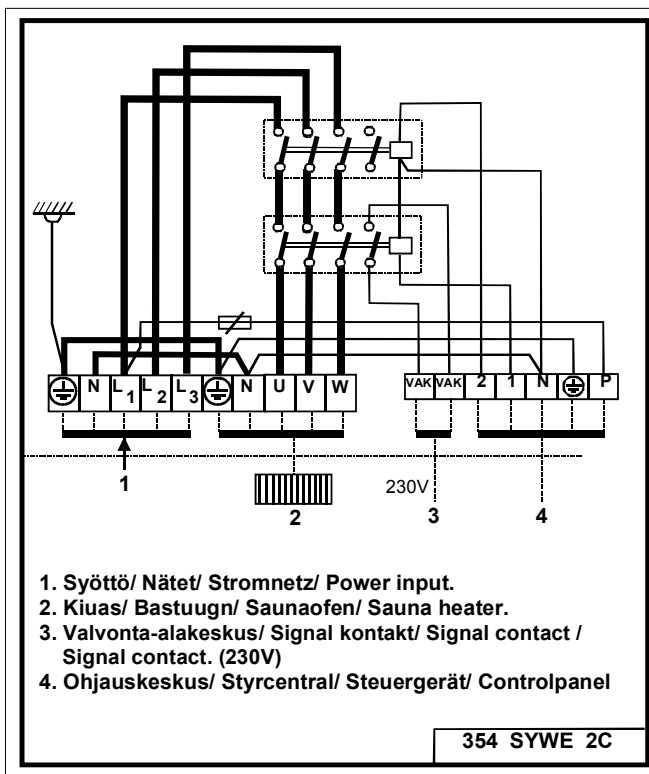 N L1 L2 L3 N U V W
VAK VAK 2 1 N P
1
2
230V
3
4
1. Syöttö/ Nätet/ Stromnetz/ Power input.
2. Kiuas/ Bastuugn/ Saunaofen/ Sauna heater.
3. Valvonta-alakeskus/ Signal kontakt/ Signal contact /
Signal contact. (230V)
4. Ohjauskeskus/ Styrcentral/ Steuergerät/ Controlpanel
354 SYWE 2C